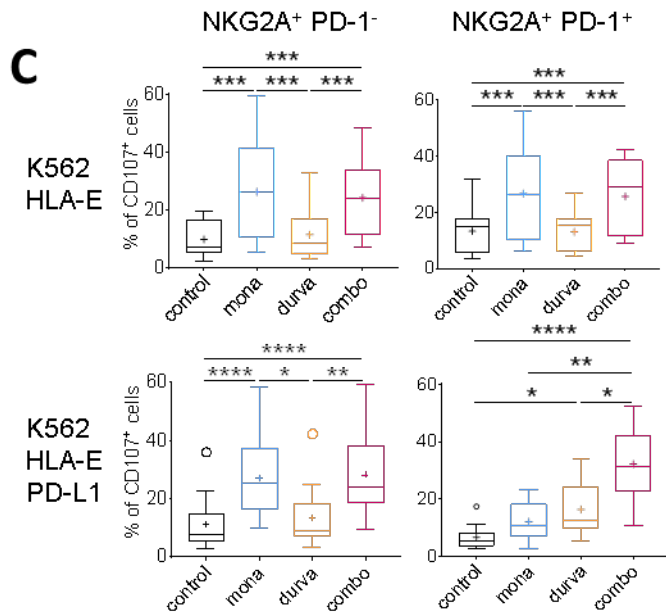 C
NKG2A+ PD-1-
NKG2A+ PD-1+
K562
HLA-E
% of CD107+ cells
60
40
20
0
***
*** *** ***
control
mona
durva
combo
60
40
20
0
***
*** *** ***
control
mona
durva
combo
K562
HLA-E
PD-L1
% of CD107+ cells
60
40
20
0
****
**** * **
control
mona
durva
combo
60
40
20
0
****
**
* *
control
mona
durva
combo